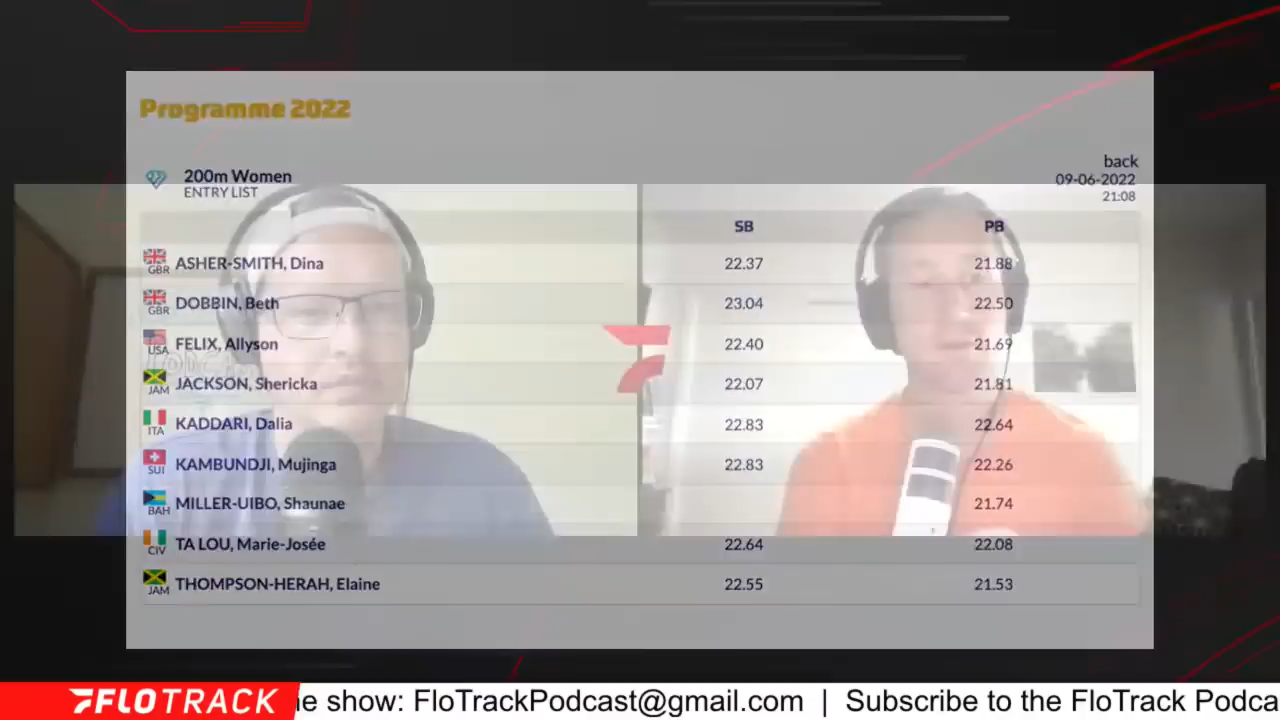 Programme 2022
200m Women
ENTRY LIST
back
09-06-2022
21:08
SB PB
GBR ASHER-SMITH, Dina 22.37 21.88
GBR DOBBIN, Beth 23.04 22.50
USA FELIX, Allyson 22.40 21.69
JAM JACKSON, Shericka 22.07 21.81
ITA KADDARI, Dalia 22.83 22.64
SUI KAMBUNDJI, Mujinga 22.83 22.26
BAH MILLER-UIBO, Shaunae 21.74
CIV TA LOU, Marie-Josée 22.64 22.08
JAM THOMPSON-HERAH, Elaine 22.55 21.53
FLOTRACK
show: FloTrackPodcast@gmail.com | Subscribe to the FloTrack Podca